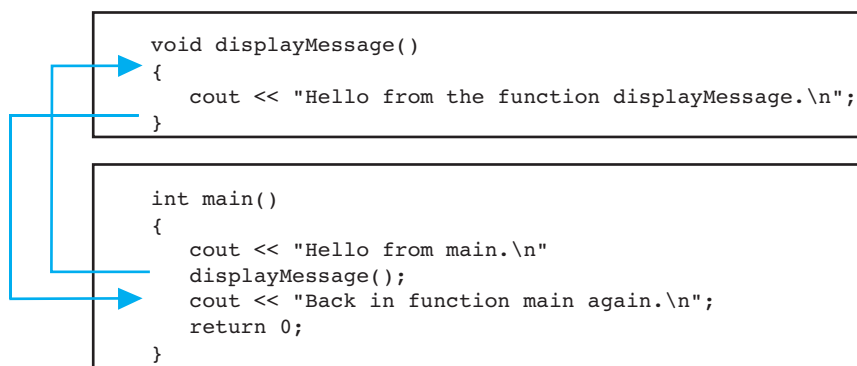 void displayMessage()
{
   cout << "Hello from the function displayMessage.\n";
}
int main()
{
   cout << "Hello from main.\n"
   displayMessage();
   cout << "Back in function main again.\n";
   return 0;
}